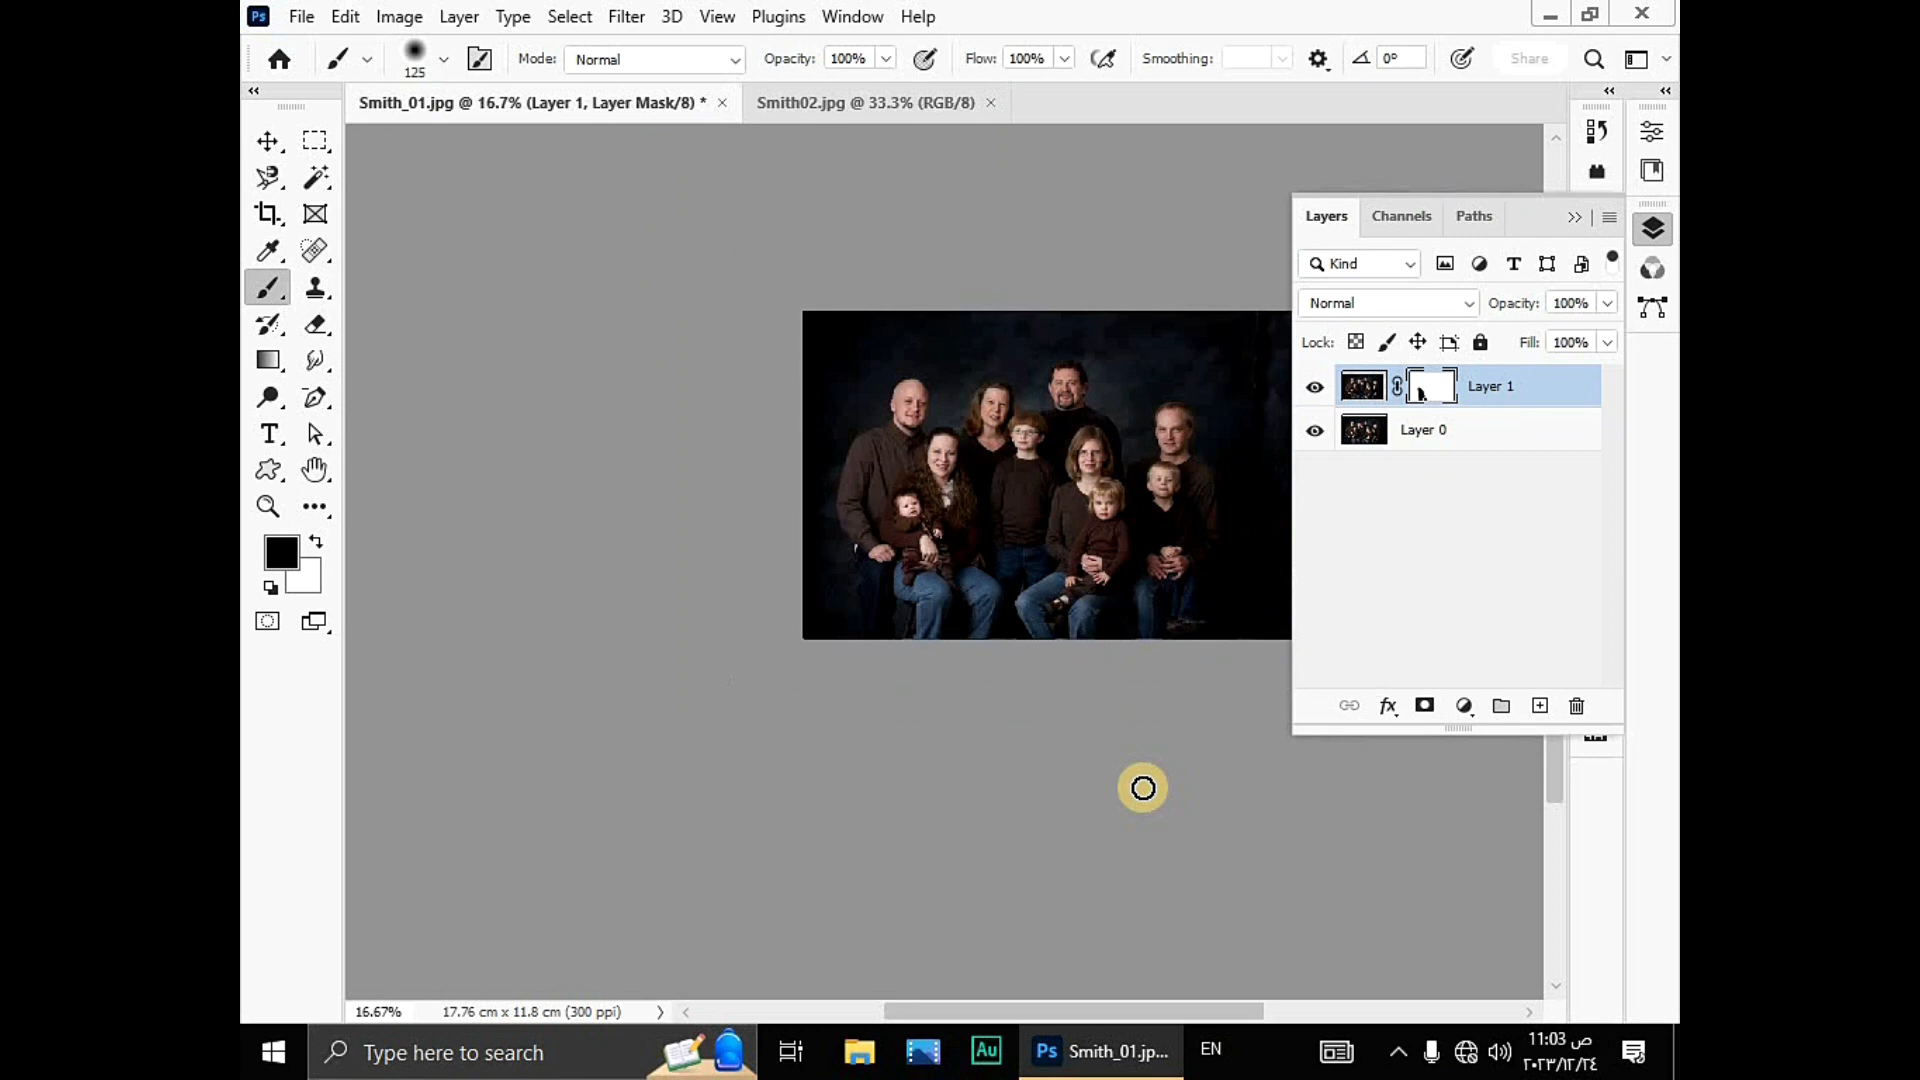 Ps File Edit Image Layer Type Select Filter 3D View Plugins Window Help
125 Mode: Normal Opacity: 100% Flow: 100% Smoothing: 0° Share
Smith_01.jpg @ 16.7% (Layer 1, Layer Mask/8) * × Smith02.jpg @ 33.3% (RGB/8) ×
Layers Channels Paths
Kind
Normal Opacity: 100%
Lock: Fill: 100%
Layer 1
Layer 0
fx
16.67% 17.76 cm x 11.8 cm (300 ppi)
Type here to search Au Ps Smith_01.jp... EN
11:03 ص
٢٠٢٣/١٢/٢٤